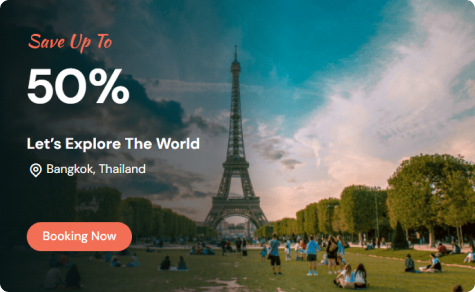 Save Up To
50%
Let’s Explore The World
Bangkok, Thailand
Booking Now